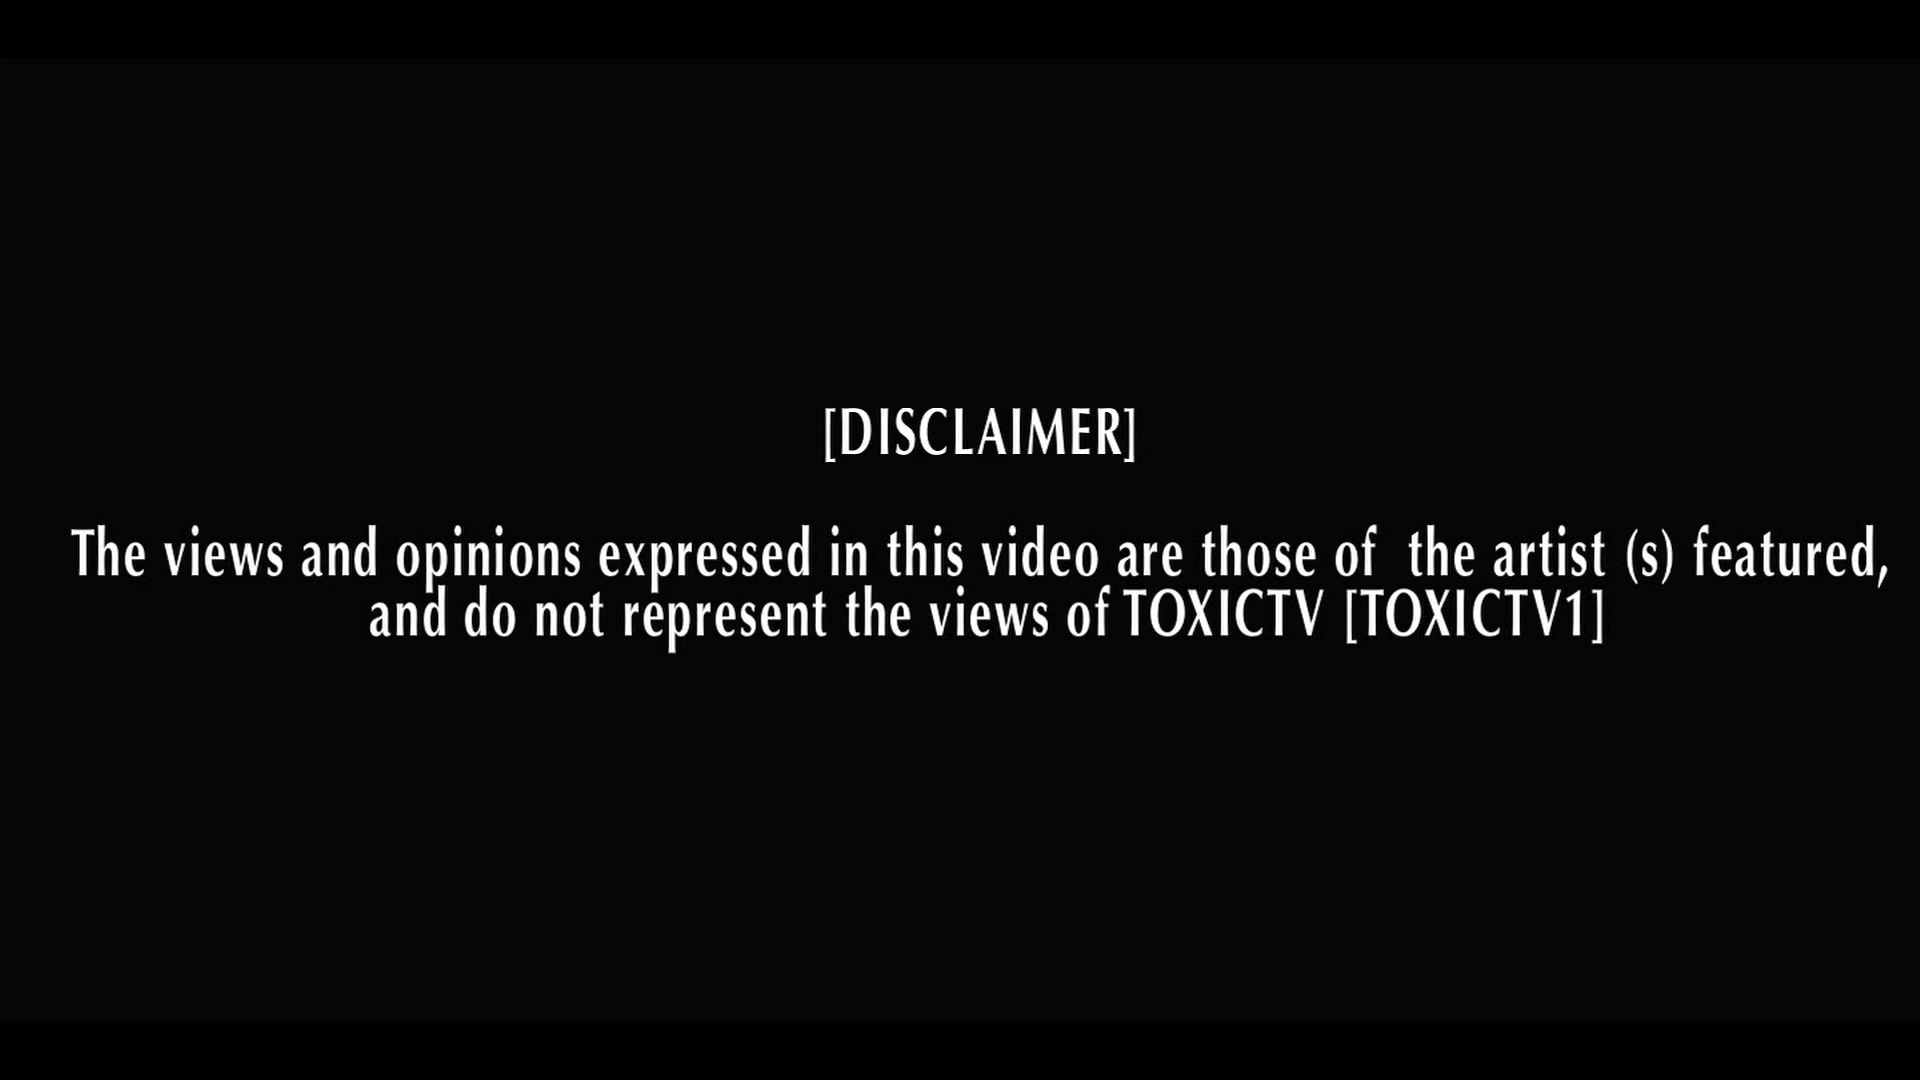 [DISCLAIMER]
The views and opinions expressed in this video are those of  the artist (s) featured,
and do not represent the views of TOXICTV [TOXICTV1]